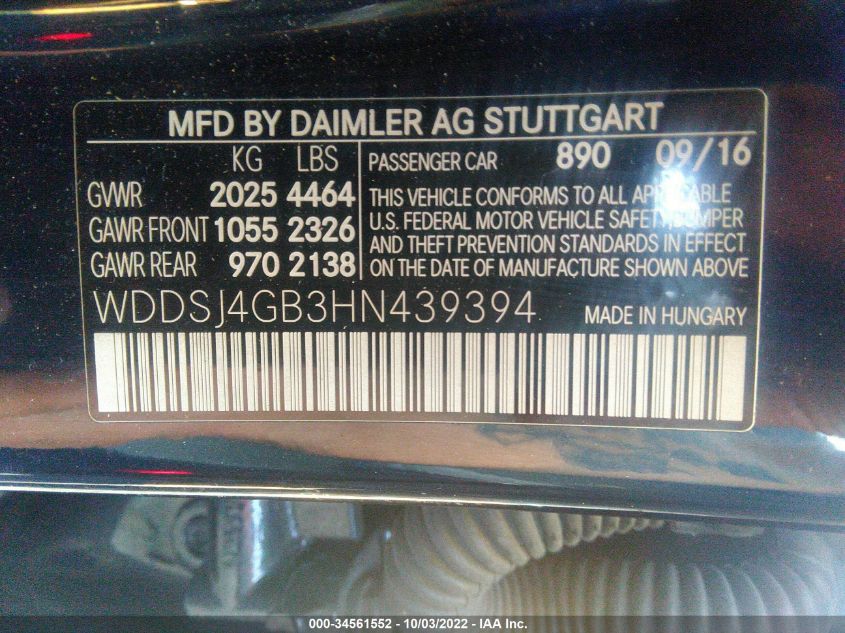 MFD BY DAIMLER AG STUTTGART
KG LBS
GVWR 2025 4464
GAWR FRONT 1055 2326
GAWR REAR 970 2138
PASSENGER CAR 890 09/16
THIS VEHICLE CONFORMS TO ALL APPLICABLE
U.S. FEDERAL MOTOR VEHICLE SAFETY, BUMPER
AND THEFT PREVENTION STANDARDS IN EFFECT
ON THE DATE OF MANUFACTURE SHOWN ABOVE
WDDSJ4GB3HN439394
MADE IN HUNGARY
000-34561552 - 10/03/2022 - IAA Inc.